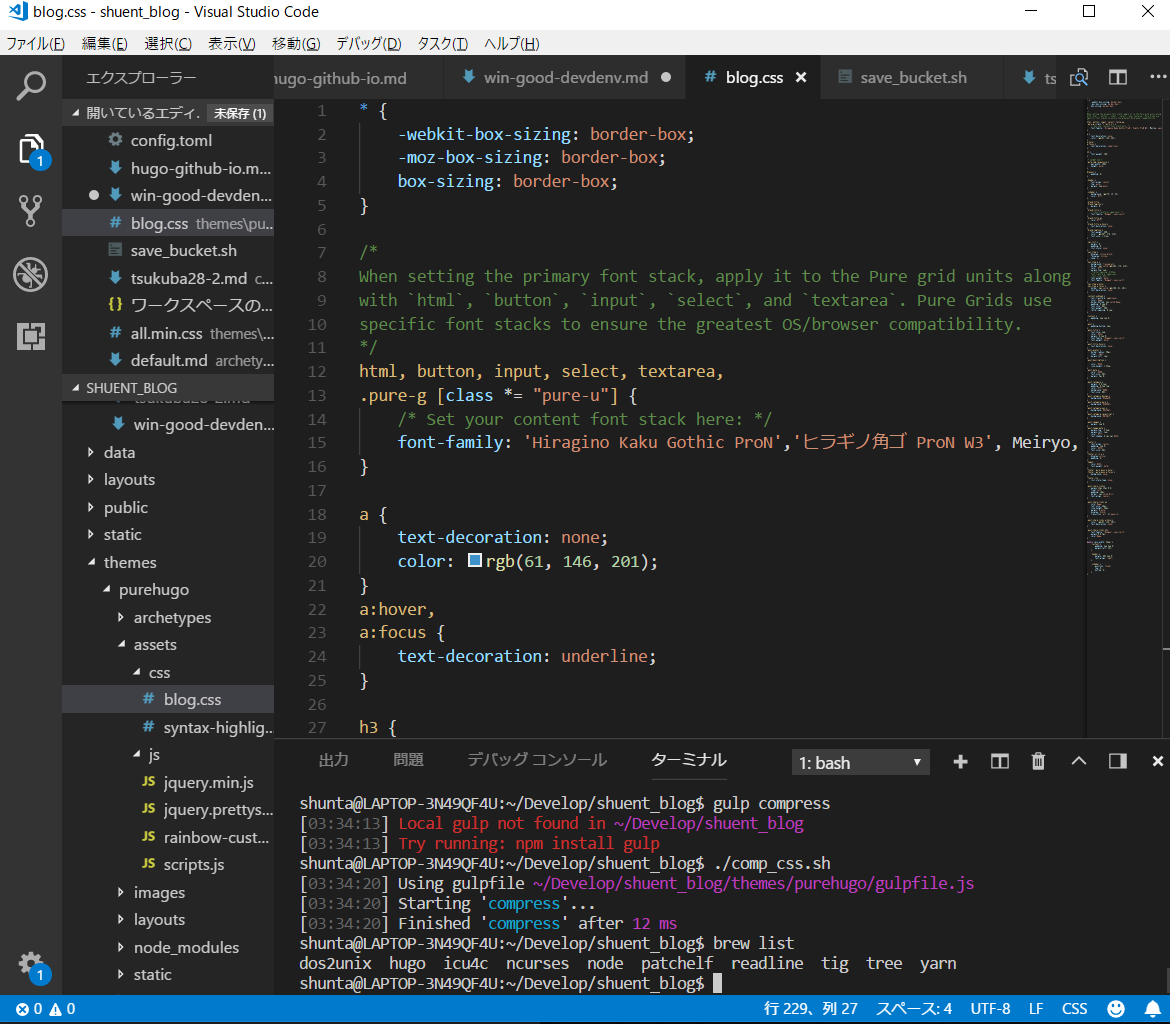 blog.css - shuent_blog - Visual Studio Code
ファイル(F) 編集(E) 選択(C) 表示(V) 移動(G) デバッグ(D) タスク(T) ヘルプ(H)
エクスプローラー
開いているエディ. 未保存 (1)
config.toml
hugo-github-io.m...
win-good-devden...
blog.css themes\pu...
save_bucket.sh
tsukuba28-2.md c...
{} ワークスペースの...
all.min.css themes\...
default.md archety...
SHUENT_BLOG
win-good-devden...
data
layouts
public
static
themes
purehugo
archetypes
assets
css
# blog.css
# syntax-highlig...
js
JS jquery.min.js
JS jquery.prettys...
JS rainbow-cust...
JS scripts.js
images
layouts
node_modules
static
hugo-github-io.md win-good-devdenv.md # blog.css save_bucket.sh ts
1 * {
2 -webkit-box-sizing: border-box;
3 -moz-box-sizing: border-box;
4 box-sizing: border-box;
5 }
6
7 /*
8 When setting the primary font stack, apply it to the Pure grid units along
9 with `html`, `button`, `input`, `select`, and `textarea`. Pure Grids use
10 specific font stacks to ensure the greatest OS/browser compatibility.
11 */
12 html, button, input, select, textarea,
13 .pure-g [class *= "pure-u"] {
14 /* Set your content font stack here: */
15 font-family: 'Hiragino Kaku Gothic ProN','ヒラギノ角ゴ ProN W3', Meiryo,
16 }
17
18 a {
19 text-decoration: none;
20 color: rgb(61, 146, 201);
21 }
22 a:hover,
23 a:focus {
24 text-decoration: underline;
25 }
26
27 h3 {
出力 問題 デバッグ コンソール ターミナル 1: bash
shunta@LAPTOP-3N49QF4U:~/Develop/shuent_blog$ gulp compress
[03:34:13] Local gulp not found in ~/Develop/shuent_blog
[03:34:13] Try running: npm install gulp
shunta@LAPTOP-3N49QF4U:~/Develop/shuent_blog$ ./comp_css.sh
[03:34:20] Using gulpfile ~/Develop/shuent_blog/themes/purehugo/gulpfile.js
[03:34:20] Starting 'compress'...
[03:34:20] Finished 'compress' after 12 ms
shunta@LAPTOP-3N49QF4U:~/Develop/shuent_blog$ brew list
dos2unix hugo icu4c ncurses node patchelf readline tig tree yarn
shunta@LAPTOP-3N49QF4U:~/Develop/shuent_blog$
0 0 行 229、列 27 スペース: 4 UTF-8 LF CSS